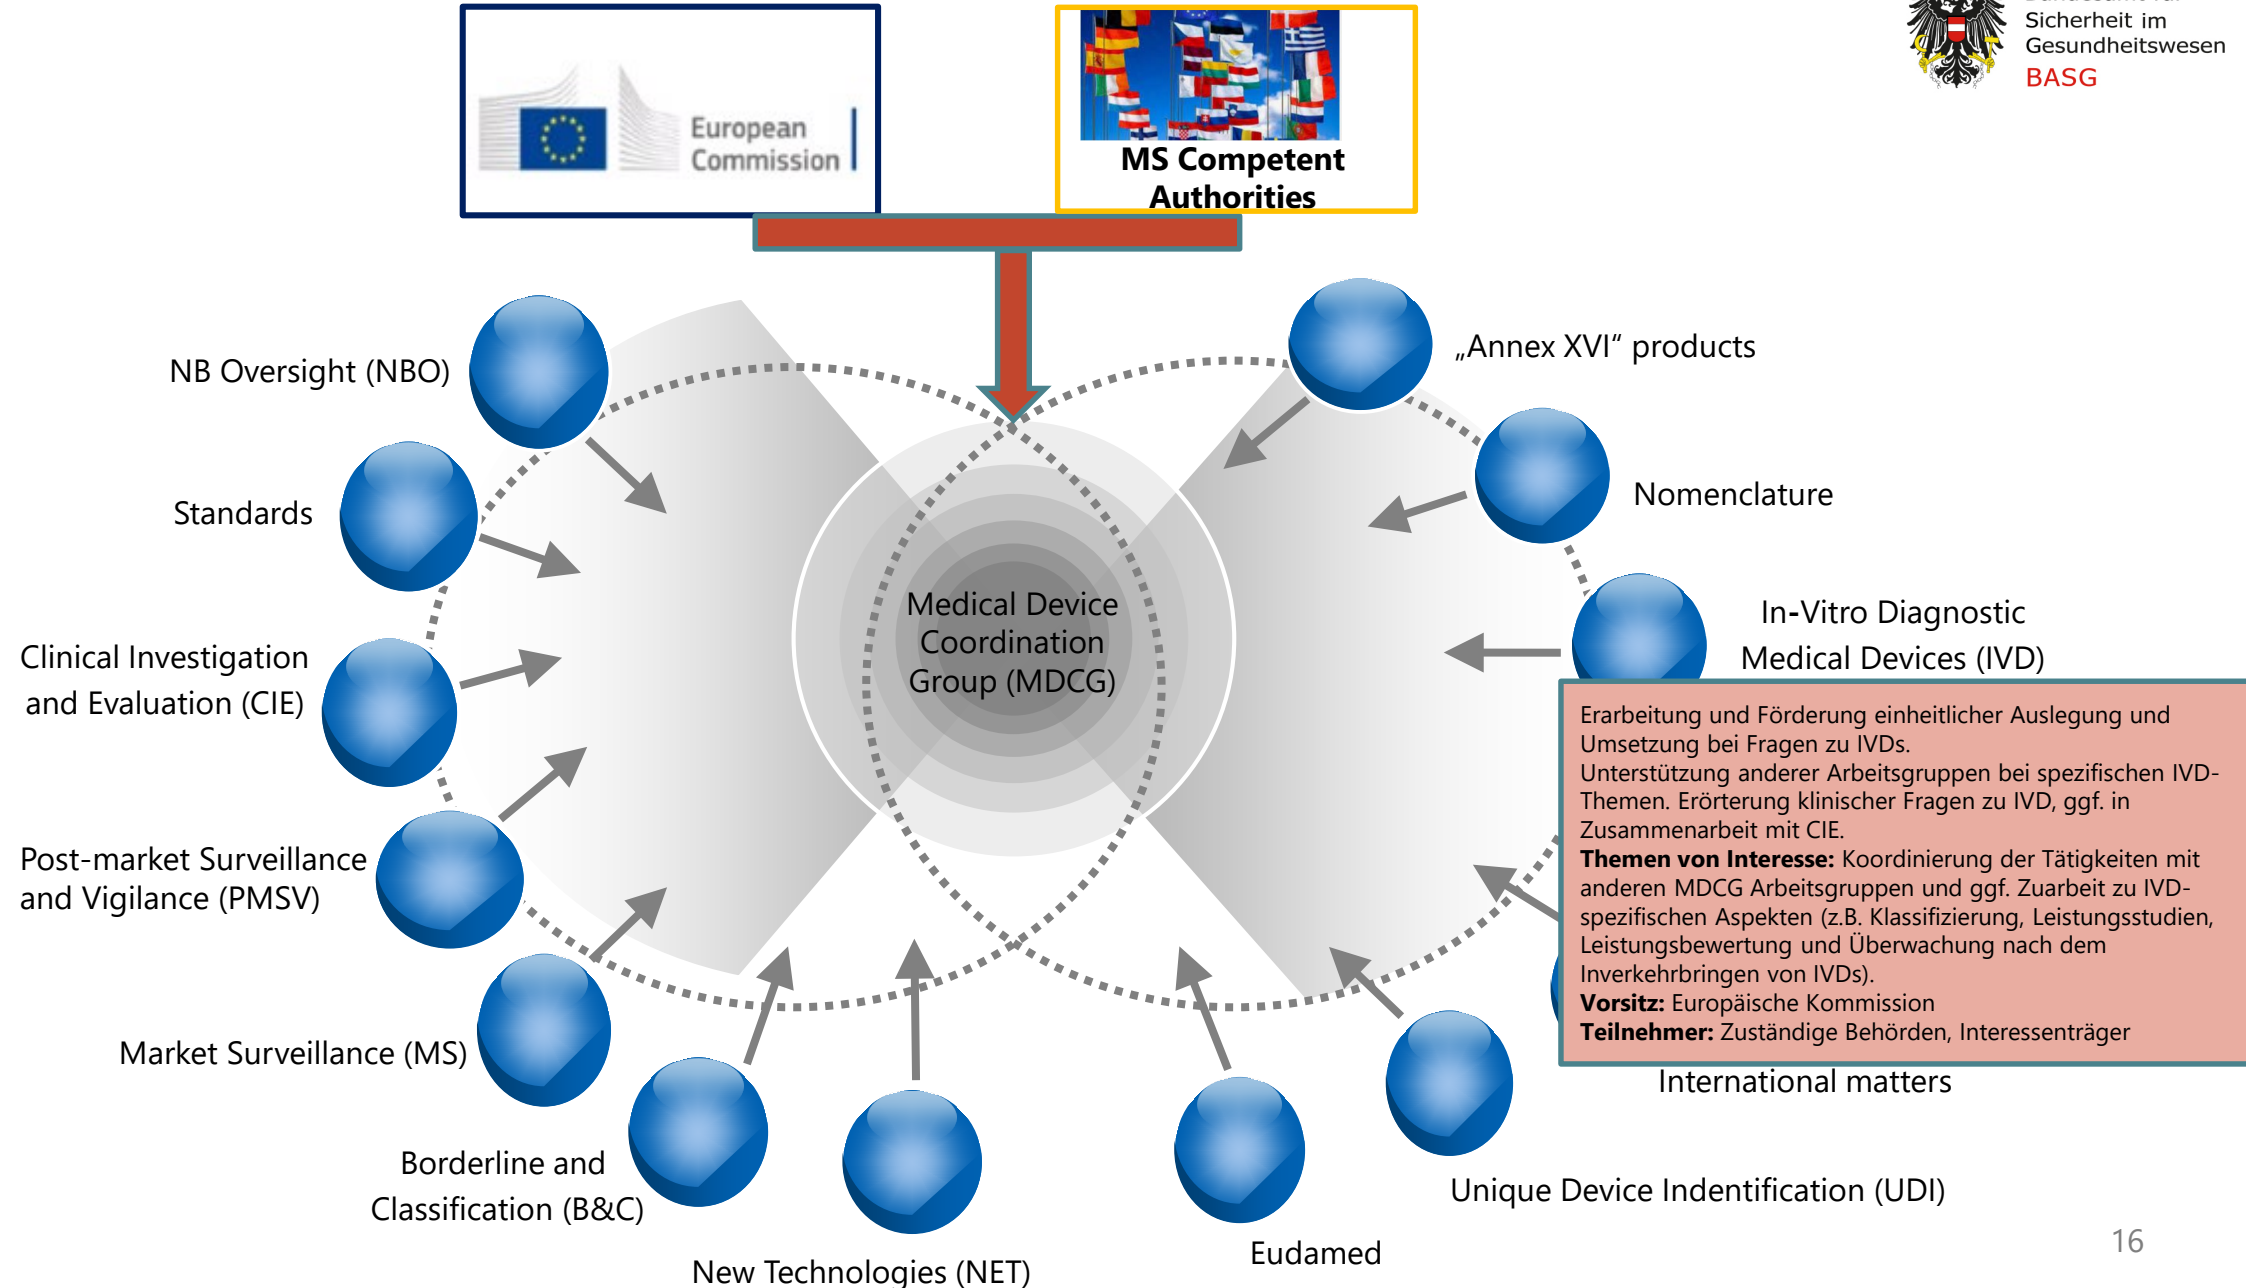 Sicherheit im
Gesundheitswesen
BASG
European
Commission
MS Competent
Authorities
NB Oversight (NBO)
Standards
Clinical Investigation
and Evaluation (CIE)
Post-market Surveillance
and Vigilance (PMSV)
Market Surveillance (MS)
Borderline and
Classification (B&C)
New Technologies (NET)
Medical Device
Coordination
Group (MDCG)
„Annex XVI“ products
Nomenclature
In-Vitro Diagnostic
Medical Devices (IVD)
Erarbeitung und Förderung einheitlicher Auslegung und
Umsetzung bei Fragen zu IVDs.
Unterstützung anderer Arbeitsgruppen bei spezifischen IVD-
Themen. Erörterung klinischer Fragen zu IVD, ggf. in
Zusammenarbeit mit CIE.
Themen von Interesse: Koordinierung der Tätigkeiten mit
anderen MDCG Arbeitsgruppen und ggf. Zuarbeit zu IVD-
spezifischen Aspekten (z.B. Klassifizierung, Leistungsstudien,
Leistungsbewertung und Überwachung nach dem
Inverkehrbringen von IVDs).
Vorsitz: Europäische Kommission
Teilnehmer: Zuständige Behörden, Interessenträger
International matters
Unique Device Indentification (UDI)
Eudamed
16